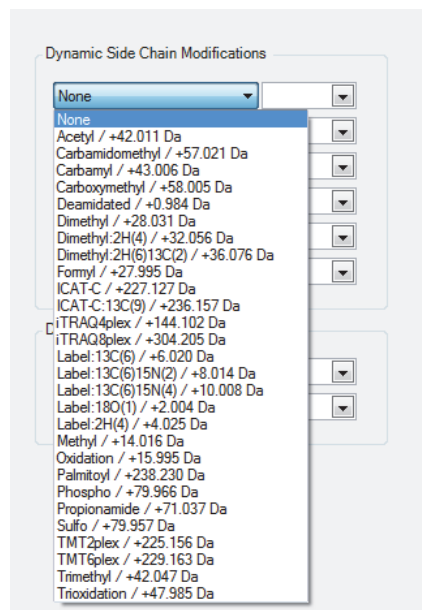 Dynamic Side Chain Modifications
None
None
Acetyl / +42.011 Da
Carbamidomethyl / +57.021 Da
Carbamyl / +43.006 Da
Carboxymethyl / +58.005 Da
Deamidated / +0.984 Da
Dimethyl / +28.031 Da
Dimethyl:2H(4) / +32.056 Da
Dimethyl:2H(6)13C(2) / +36.076 Da
Formyl / +27.995 Da
ICAT-C / +227.127 Da
ICAT-C:13C(9) / +236.157 Da
D
iTRAQ4plex / +144.102 Da
iTRAQ8plex / +304.205 Da
Label:13C(6) / +6.020 Da
Label:13C(6)15N(2) / +8.014 Da
Label:13C(6)15N(4) / +10.008 Da
Label:18O(1) / +2.004 Da
Label:2H(4) / +4.025 Da
Methyl / +14.016 Da
Oxidation / +15.995 Da
Palmitoyl / +238.230 Da
Phospho / +79.966 Da
Propionamide / +71.037 Da
Sulfo / +79.957 Da
TMT2plex / +225.156 Da
TMT6plex / +229.163 Da
Trimethyl / +42.047 Da
Trioxidation / +47.985 Da